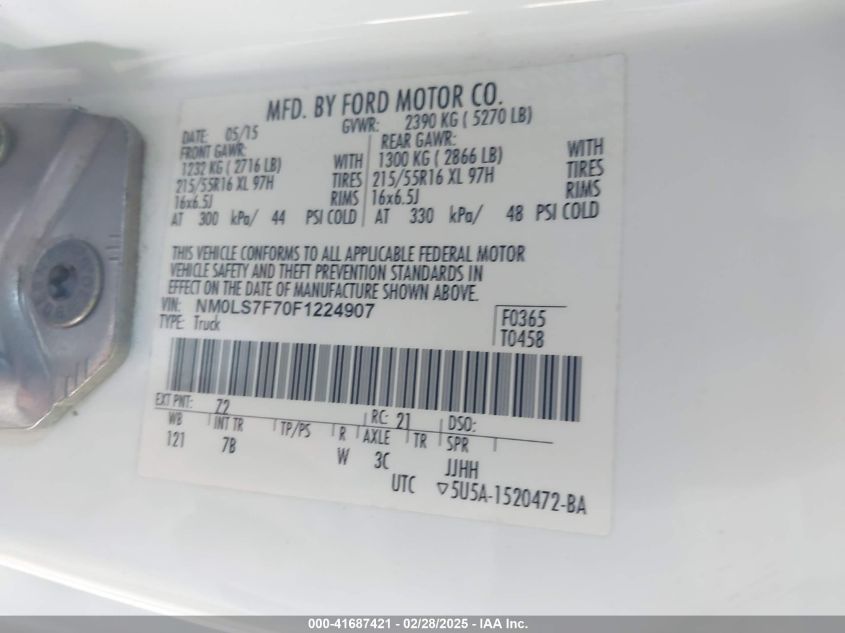 MFD. BY FORD MOTOR CO.
DATE: 05/15 GVWR: 2390 KG ( 5270 LB)
FRONT GAWR: REAR GAWR:
1232 KG ( 2716 LB) WITH 1300 KG ( 2866 LB) WITH
215/55R16 XL 97H TIRES 215/55R16 XL 97H TIRES
16x6.5J RIMS 16x6.5J RIMS
AT 300 kPa/ 44 PSI COLD AT 330 kPa/ 48 PSI COLD
THIS VEHICLE CONFORMS TO ALL APPLICABLE FEDERAL MOTOR
VEHICLE SAFETY AND THEFT PREVENTION STANDARDS IN
EFFECT ON THE DATE OF MANUFACTURE SHOWN ABOVE.
VIN: NM0LS7F70F1224907 F0365
TYPE: Truck T0458
EXT PNT: Z2 RC: 21 DSO:
WB INT TR TP/PS R AXLE TR SPR
121 7B W 3C JJHH
UTC ▽5U5A-1520472-BA
000-41687421 - 02/28/2025 - IAA Inc.